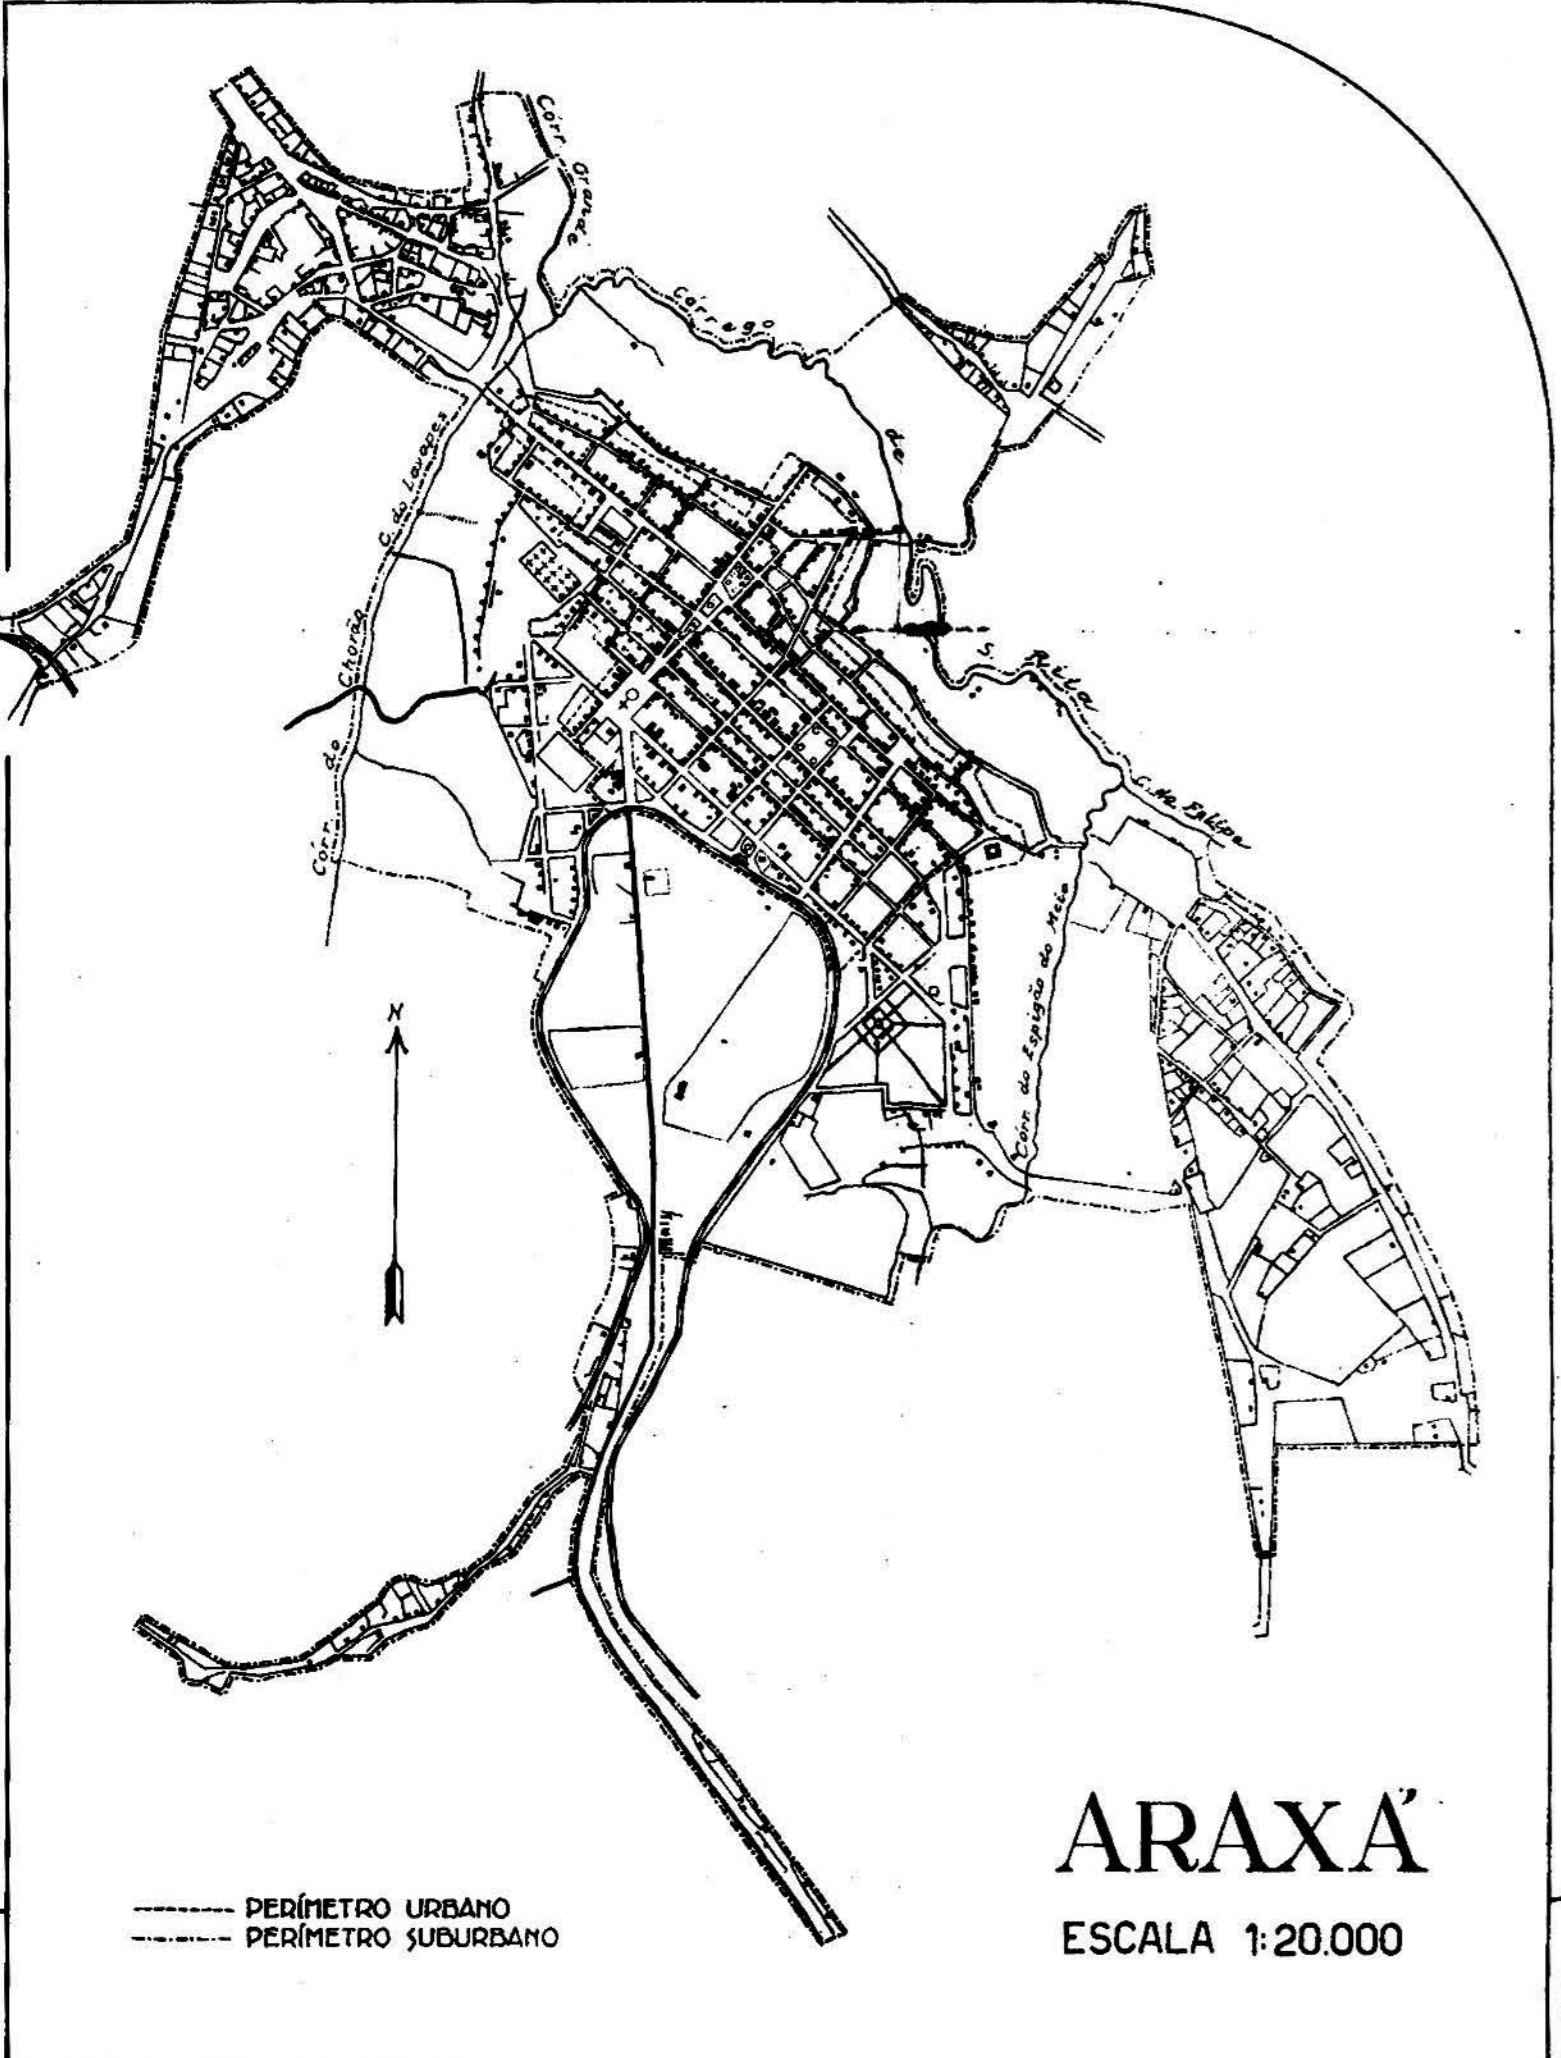 Córr. Grande
Córrego
de
S. Rita
C. do Lavapes
Córr. do Chorão
C. da Felipa
Córr. do Espigão do Meio
N
ARAXÁ
ESCALA 1:20.000
PERÍMETRO URBANO
PERÍMETRO SUBURBANO